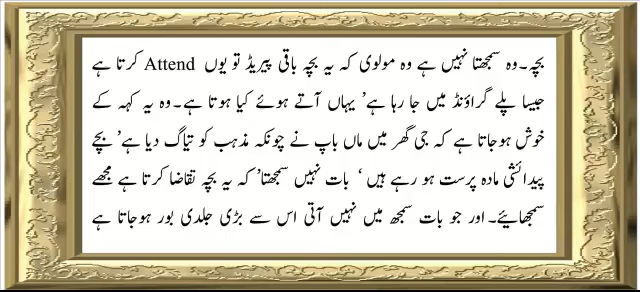 بچہ۔ وہ سمجھتا نہیں ہے وہ مولوی کہ یہ بچہ باقی پیریڈ تو یوں Attend کرتا ہے
جیسا پلے گراؤنڈ میں جا رہا ہے’ یہاں آتے ہوئے کیا ہوتا ہے۔ وہ یہ کہہ کے
خوش ہوجاتا ہے کہ جی گھر میں ماں باپ نے چونکہ مذہب کو تیاگ دیا ہے’ بچے
پیدائشی مادہ پرست ہو رہے ہیں ‘ بات نہیں سمجھتا’ کہ یہ بچہ تقاضا کرتا ہے مجھے
سمجھائیے۔ اور جو بات سمجھ میں نہیں آتی اس سے بڑی جلدی بور ہوجاتا ہے